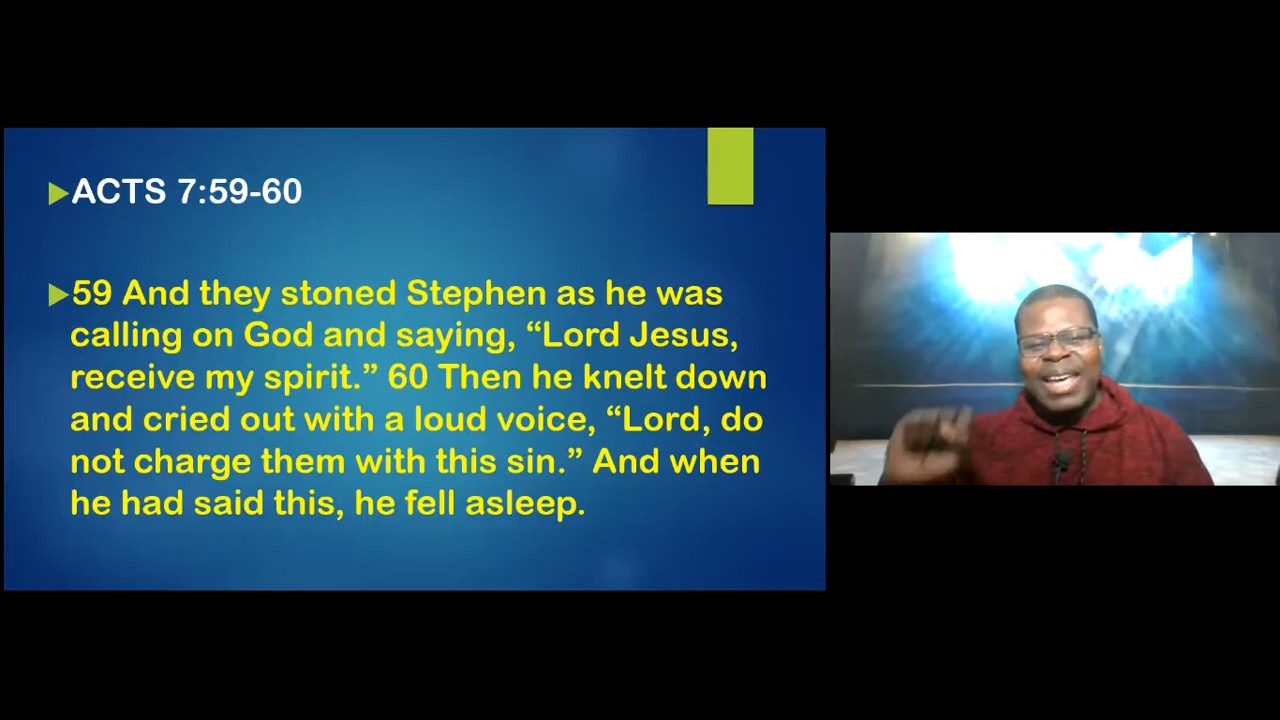 ACTS 7:59-60
59 And they stoned Stephen as he was
calling on God and saying, “Lord Jesus,
receive my spirit.” 60 Then he knelt down
and cried out with a loud voice, “Lord, do
not charge them with this sin.” And when
he had said this, he fell asleep.